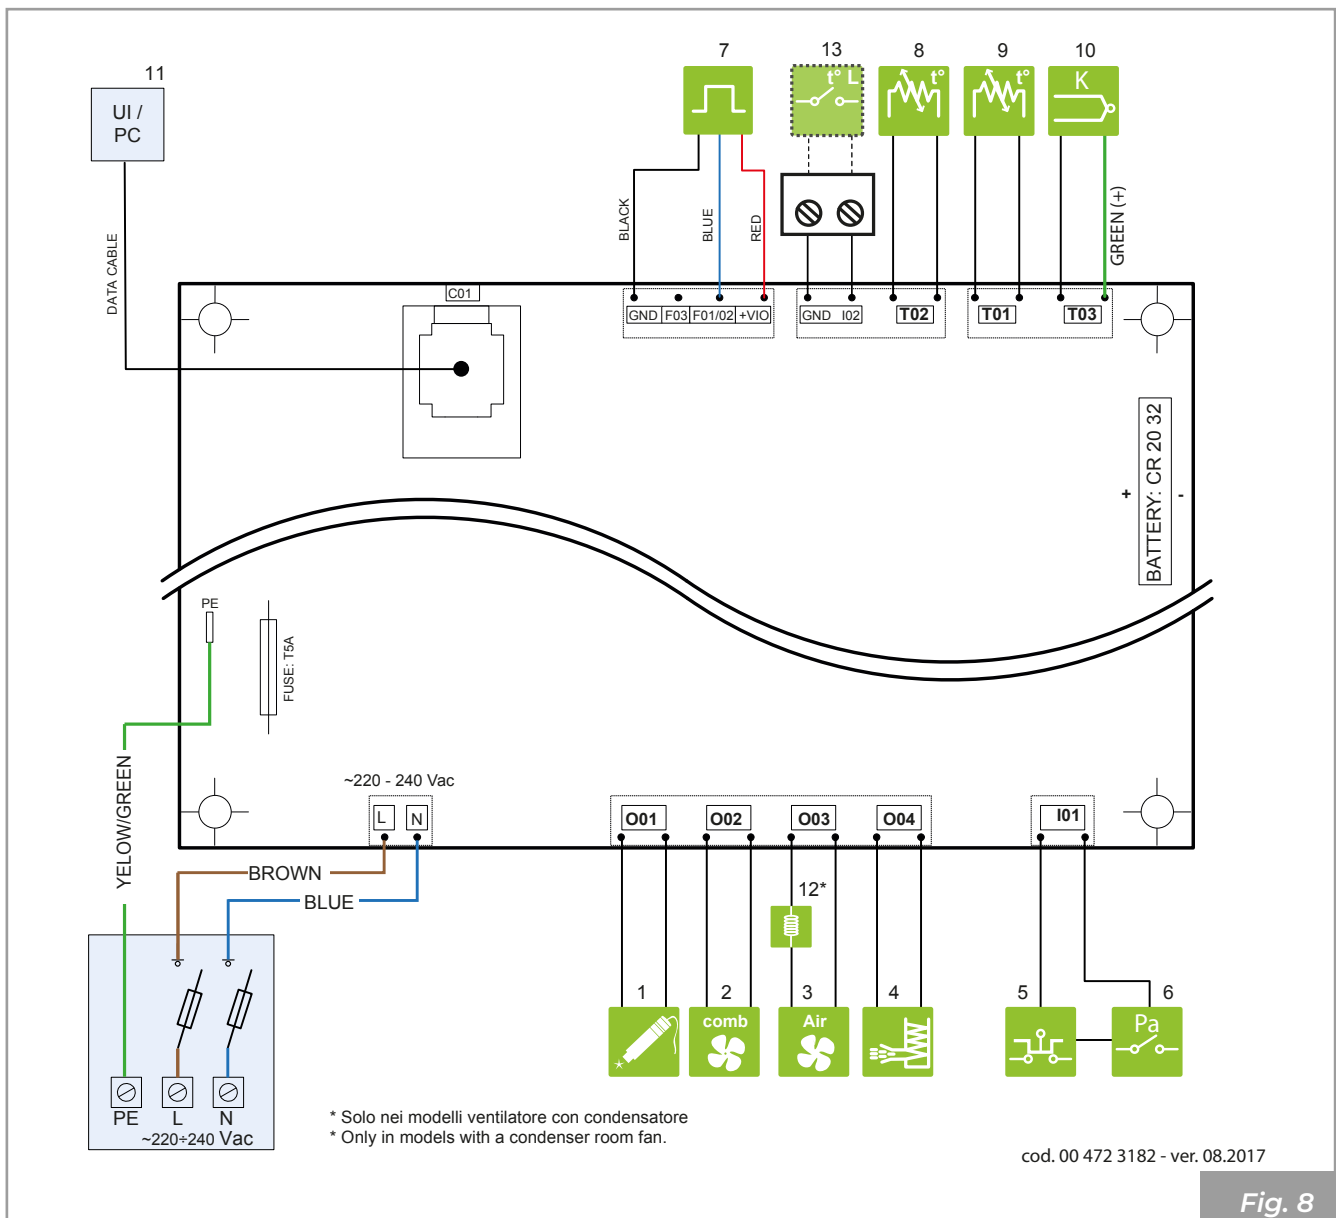 7
13
8
9
10
11
UI /
PC
t° L
t°
t°
K
DATA CABLE
BLACK
BLUE
RED
GREEN (+)
C01
GND F03 F01/02 +VIO
GND I02
T02
T01
T03
BATTERY: CR 20 32
+
-
PE
FUSE: T5A
YELOW/GREEN
~220 - 240 Vac
L
N
BROWN
BLUE
O01
O02
O03
O04
I01
12*
1
2
3
4
5
6
comb
Air
Pa
PE
L
N
~220÷240 Vac
* Solo nei modelli ventilatore con condensatore
* Only in models with a condenser room fan.
cod. 00 472 3182 - ver. 08.2017
Fig. 8